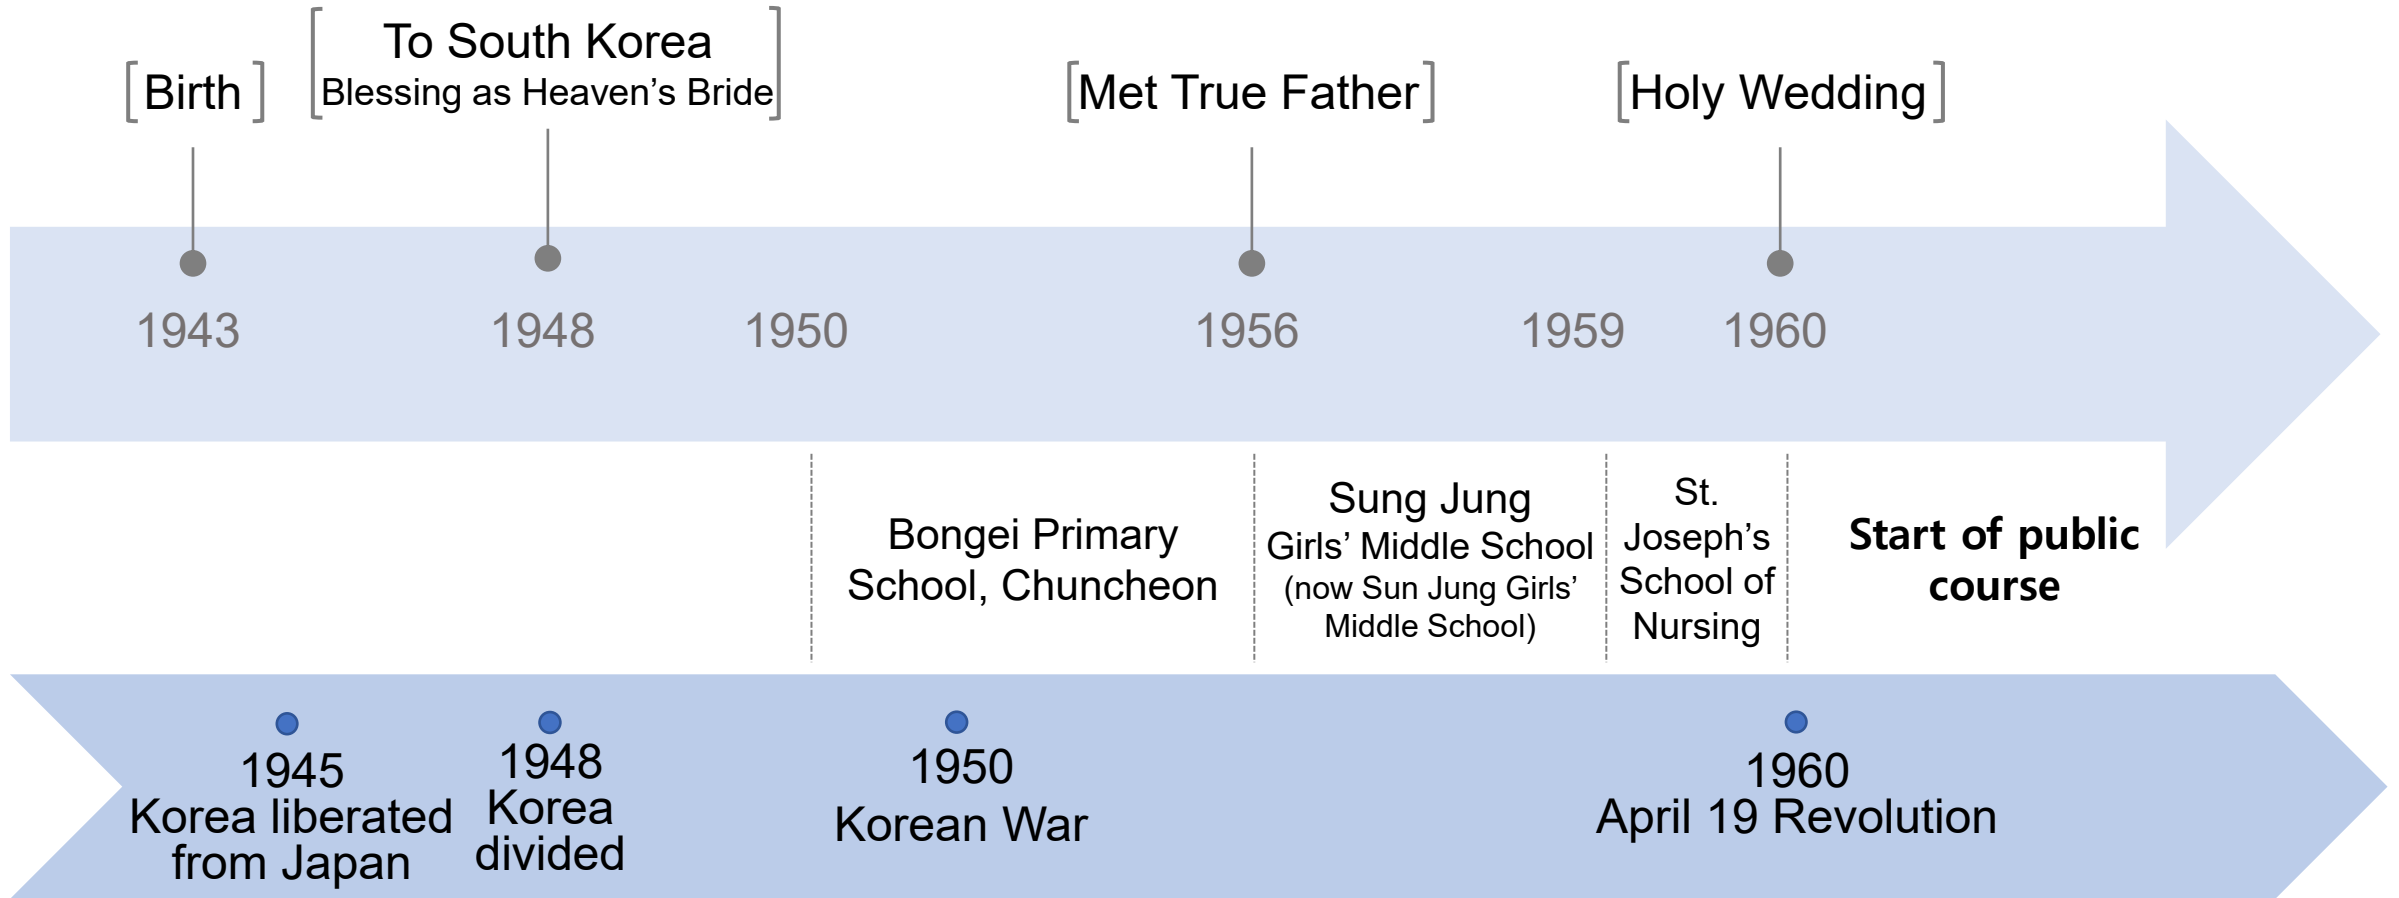 [Birth]
[To South Korea
Blessing as Heaven’s Bride]
[Met True Father]
[Holy Wedding]
1943
1948
1950
1956
1959
1960
Bongei Primary
School, Chuncheon
Sung Jung
Girls’ Middle School
(now Sun Jung Girls’
Middle School)
St.
Joseph’s
School of
Nursing
Start of public
course
1945
Korea liberated
from Japan
1948
Korea
divided
1950
Korean War
1960
April 19 Revolution